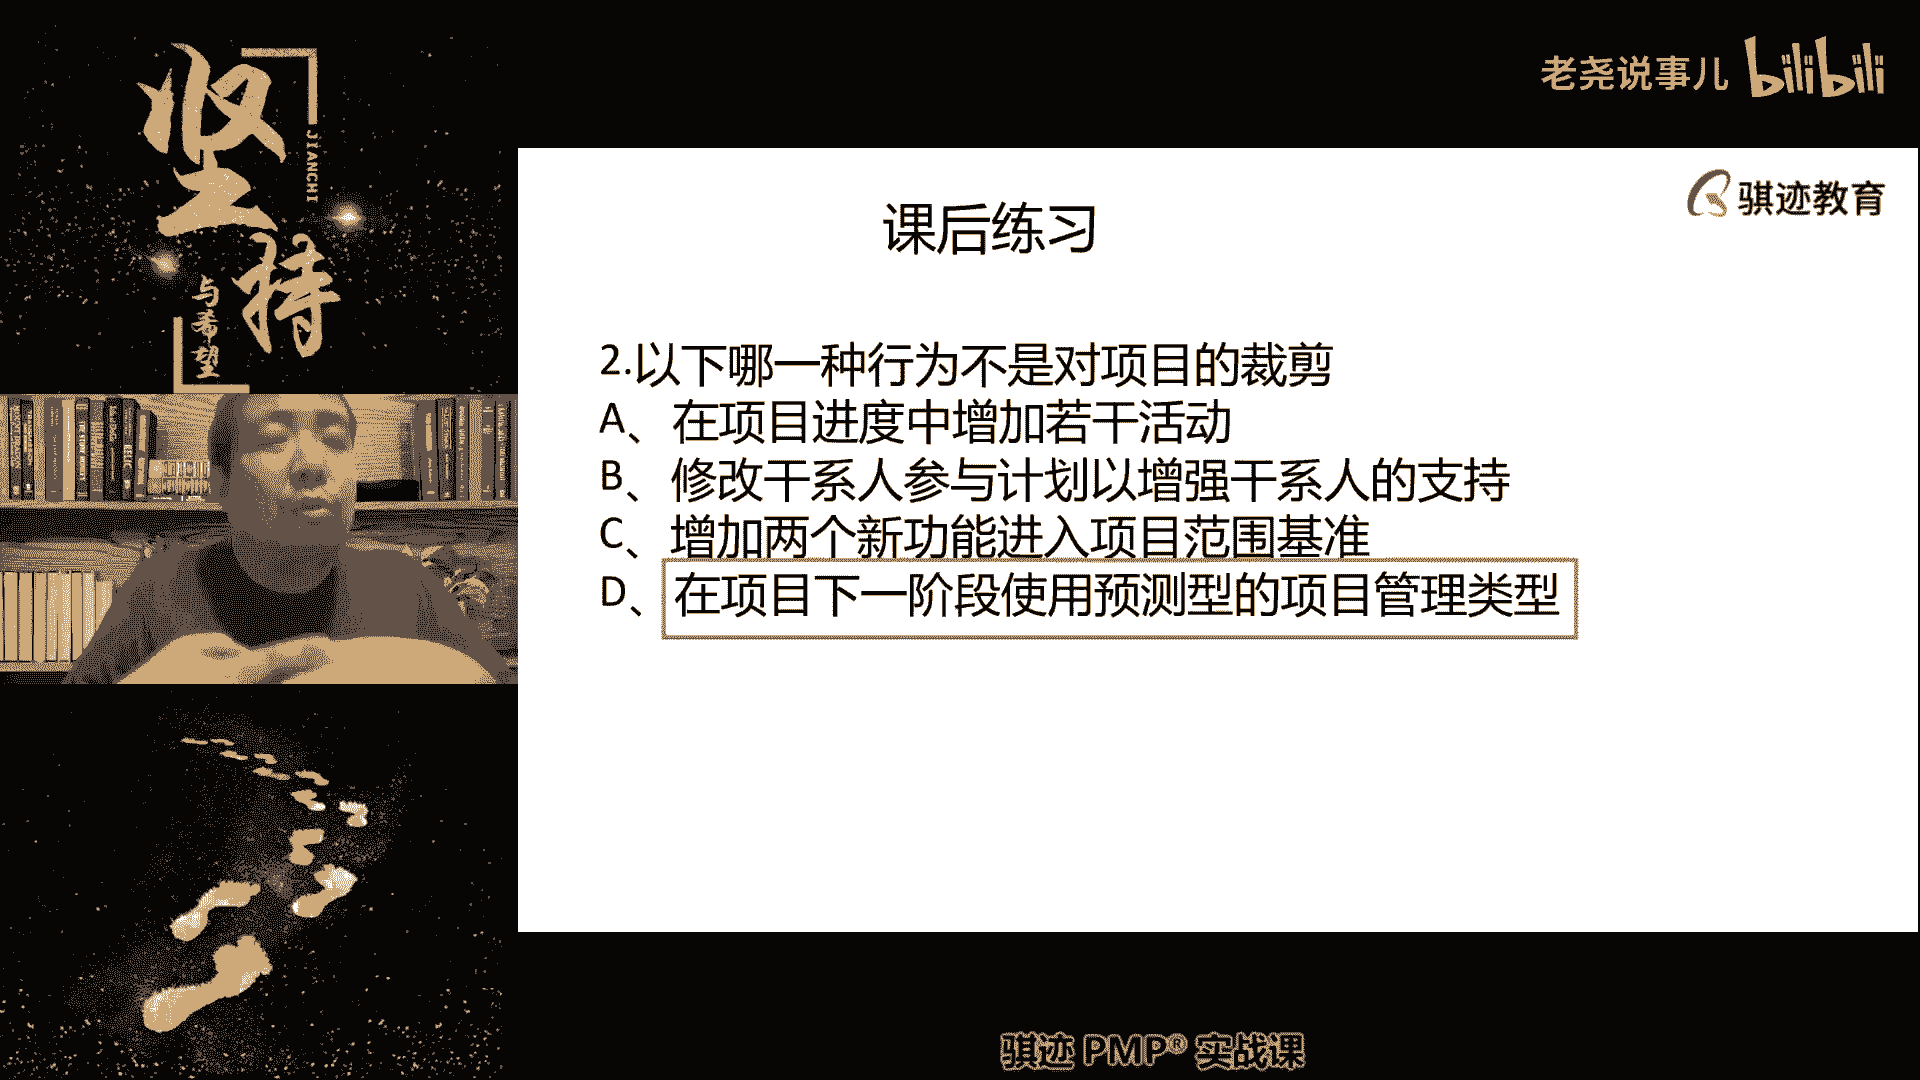 坚持
JIANCHI
与希望
老尧说事儿 bilibili
骐迹教育
课后练习
2.以下哪一种行为不是对项目的裁剪
A、在项目进度中增加若干活动
B、修改干系人参与计划以增强干系人的支持
C、增加两个新功能进入项目范围基准
D、在项目下一阶段使用预测型的项目管理类型
骐迹 PMP® 实战课